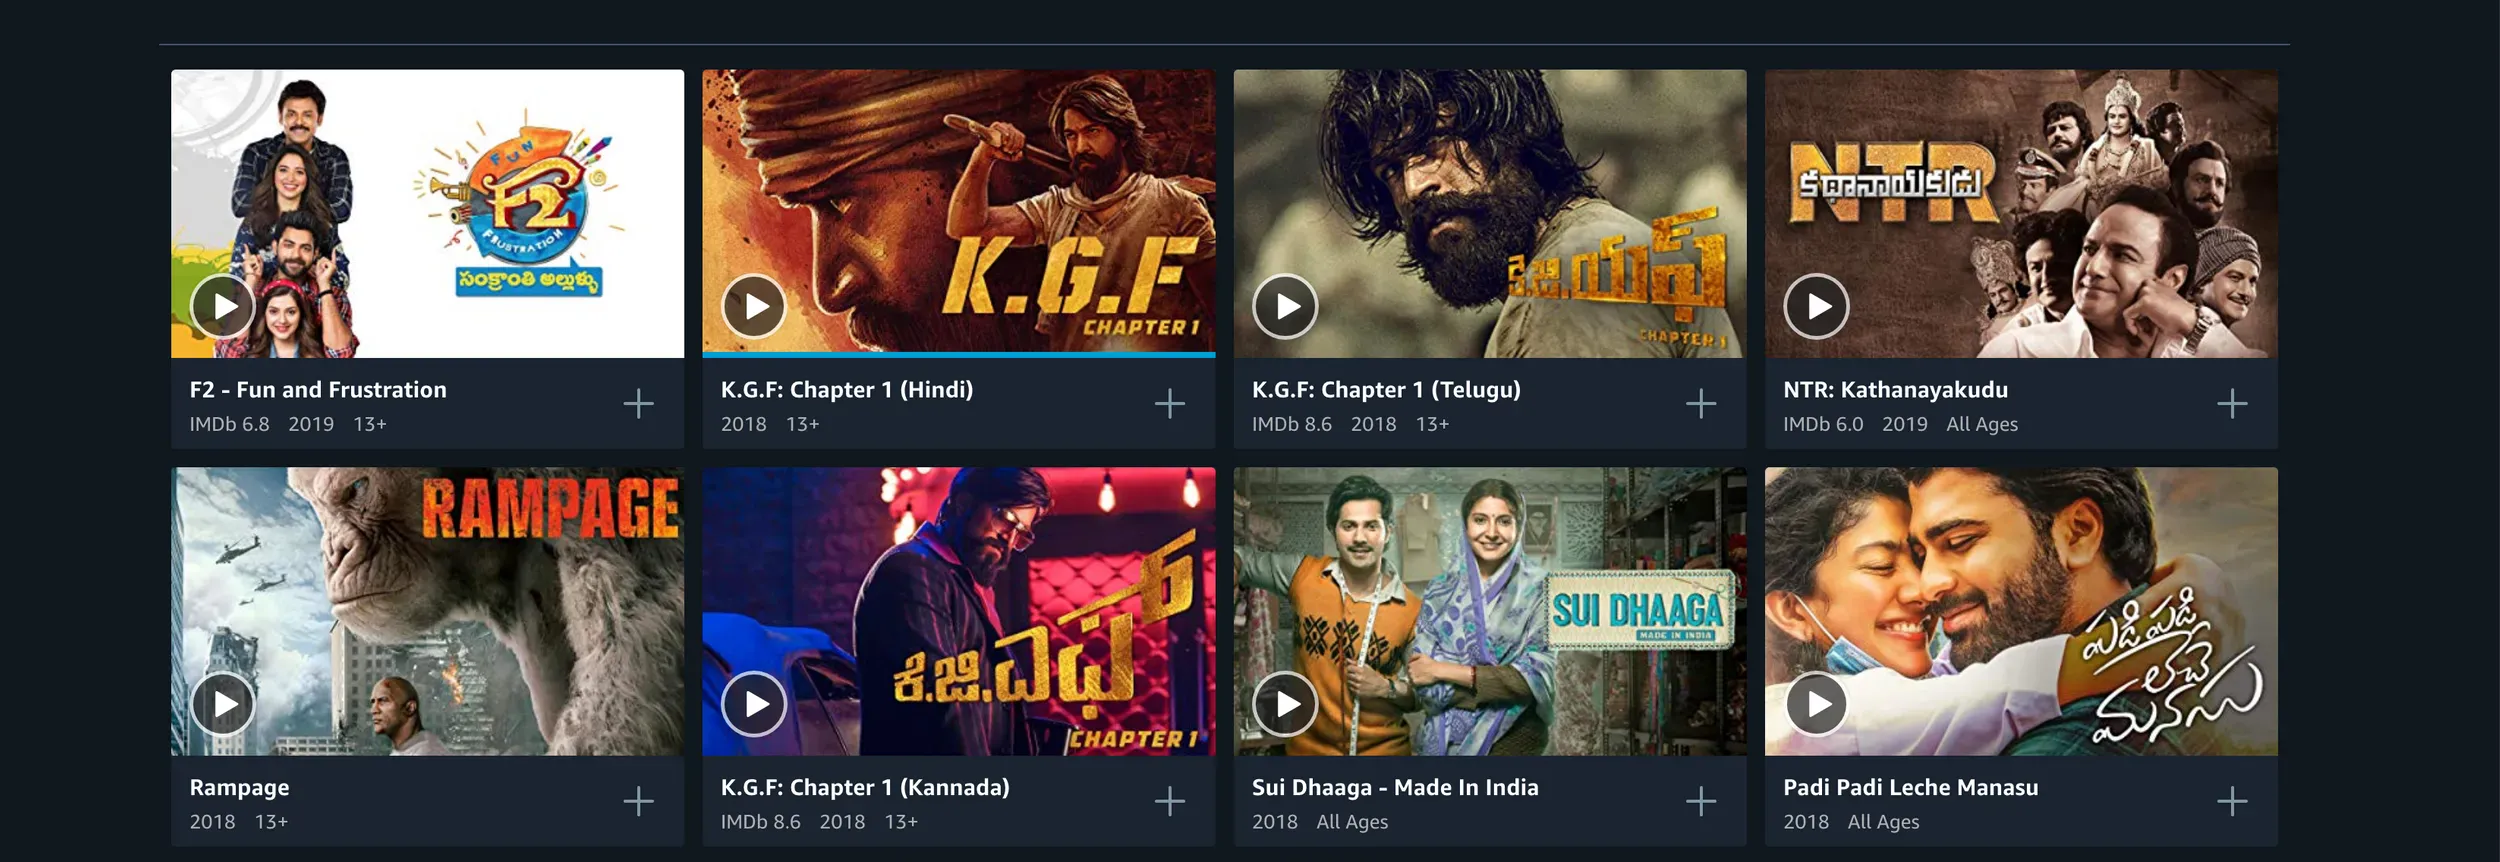 FUN
F2
FRUSTRATION
సంక్రాంతి అల్లుళ్ళు
F2 - Fun and Frustration
IMDb 6.8 2019 13+
K.G.F
CHAPTER 1
K.G.F: Chapter 1 (Hindi)
2018 13+
కె.జి.యఫ్
CHAPTER 1
K.G.F: Chapter 1 (Telugu)
IMDb 8.6 2018 13+
NTR
కథానాయకుడు
NTR: Kathanayakudu
IMDb 6.0 2019 All Ages
RAMPAGE
Rampage
2018 13+
ಕೆ.ಜಿ.ಎಫ್
CHAPTER 1
K.G.F: Chapter 1 (Kannada)
IMDb 8.6 2018 13+
SUI DHAAGA
MADE IN INDIA
Sui Dhaaga - Made In India
2018 All Ages
పడి పడి
లేచె
మనసు
Padi Padi Leche Manasu
2018 All Ages